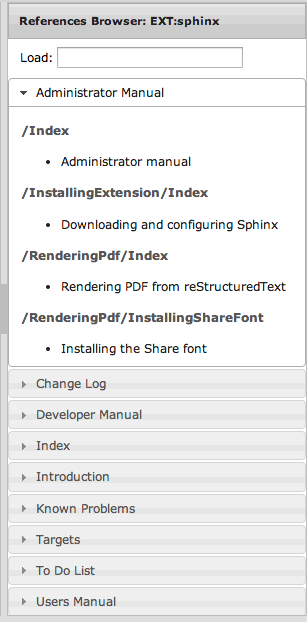 References Browser: EXT:sphinx
Load:
Administrator Manual
/Index
• Administrator manual
/InstallingExtension/Index
• Downloading and configuring Sphinx
/RenderingPdf/Index
• Rendering PDF from reStructuredText
/RenderingPdf/InstallingShareFont
• Installing the Share font
Change Log
Developer Manual
Index
Introduction
Known Problems
Targets
To Do List
Users Manual